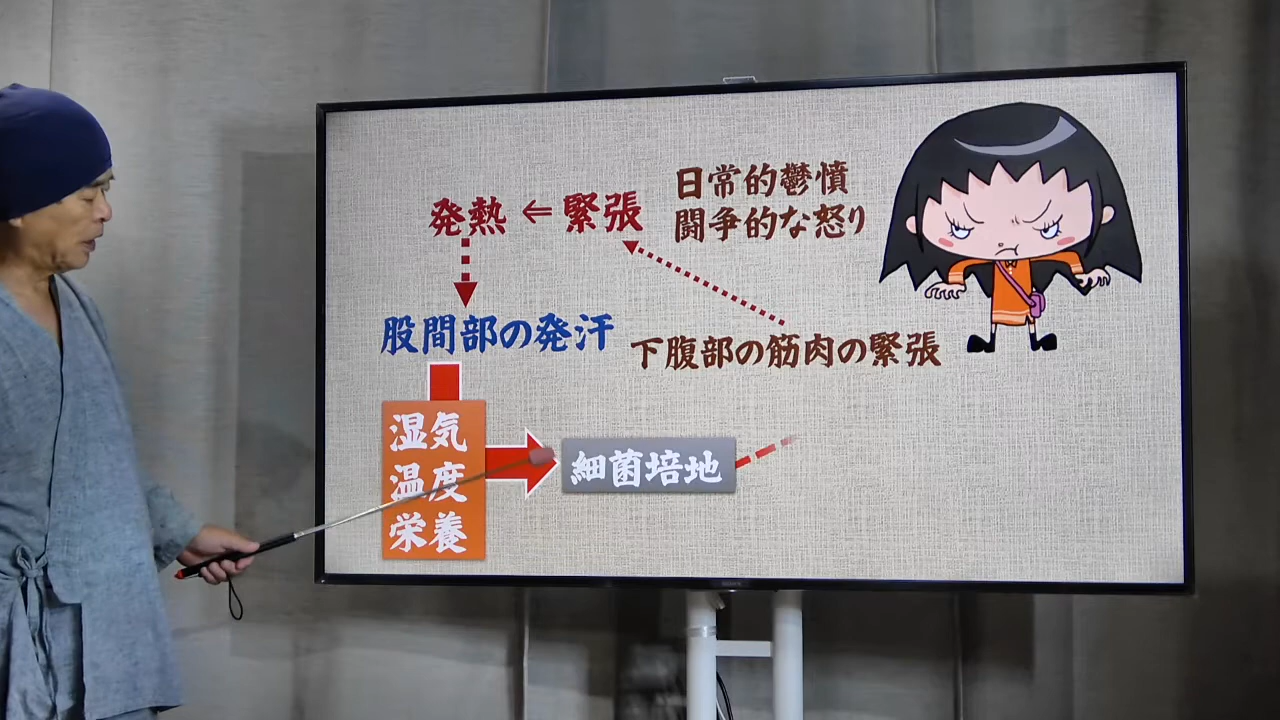 日常的鬱憤
闘争的な怒り
発熱⇐緊張
股間部の発汗
下腹部の筋肉の緊張
湿気
温度
栄養
細菌培地
SONY